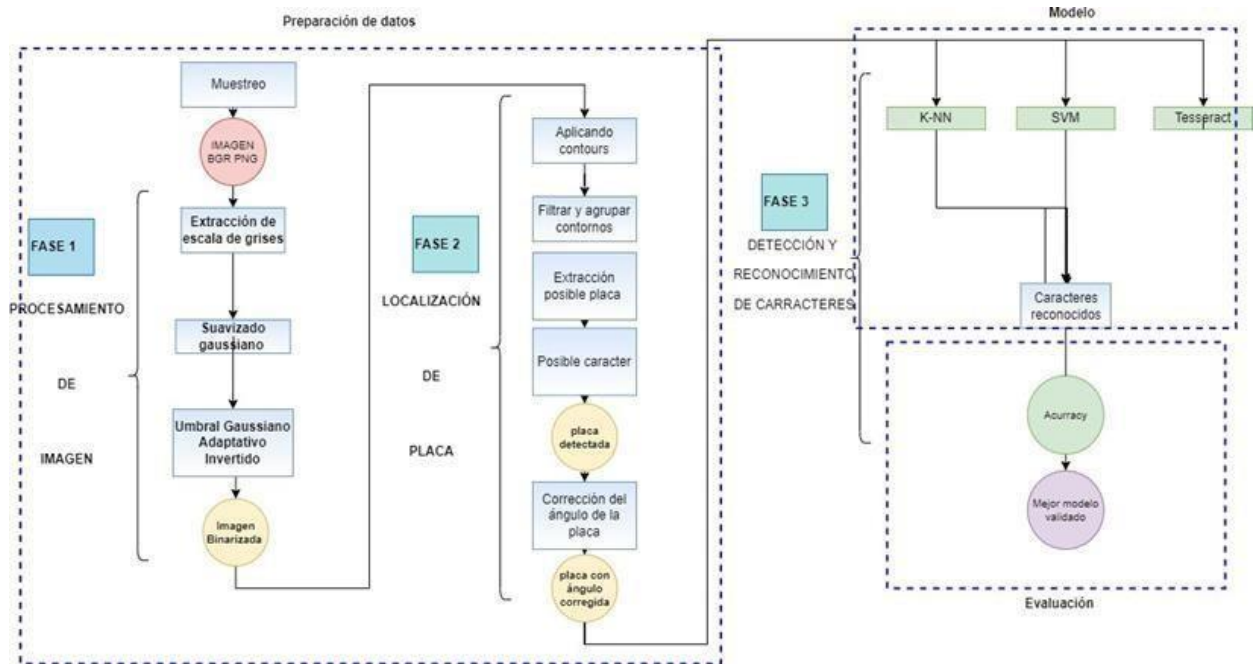 Preparación de datos
Modelo
Muestreo
IMAGEN
BGR PNG
FASE 1
PROCESAMIENTO
DE
IMAGEN
Extracción de
escala de grises
Suavizado
gaussiano
Umbral Gaussiano
Adaptativo
Invertido
Imagen
Binarizada
FASE 2
LOCALIZACIÓN
DE
PLACA
Aplicando
contours
Filtrar y agrupar
contornos
Extracción
posible placa
Posible caracter
placa
detectada
Corrección del
ángulo de la
placa
placa con
ángulo
corregida
FASE 3
DETECCIÓN Y
RECONOCIMIENTO
DE CARRACTERES
K-NN
SVM
Tesseract
Caracteres
reconocidos
Acurracy
Mejor modelo
validado
Evaluación